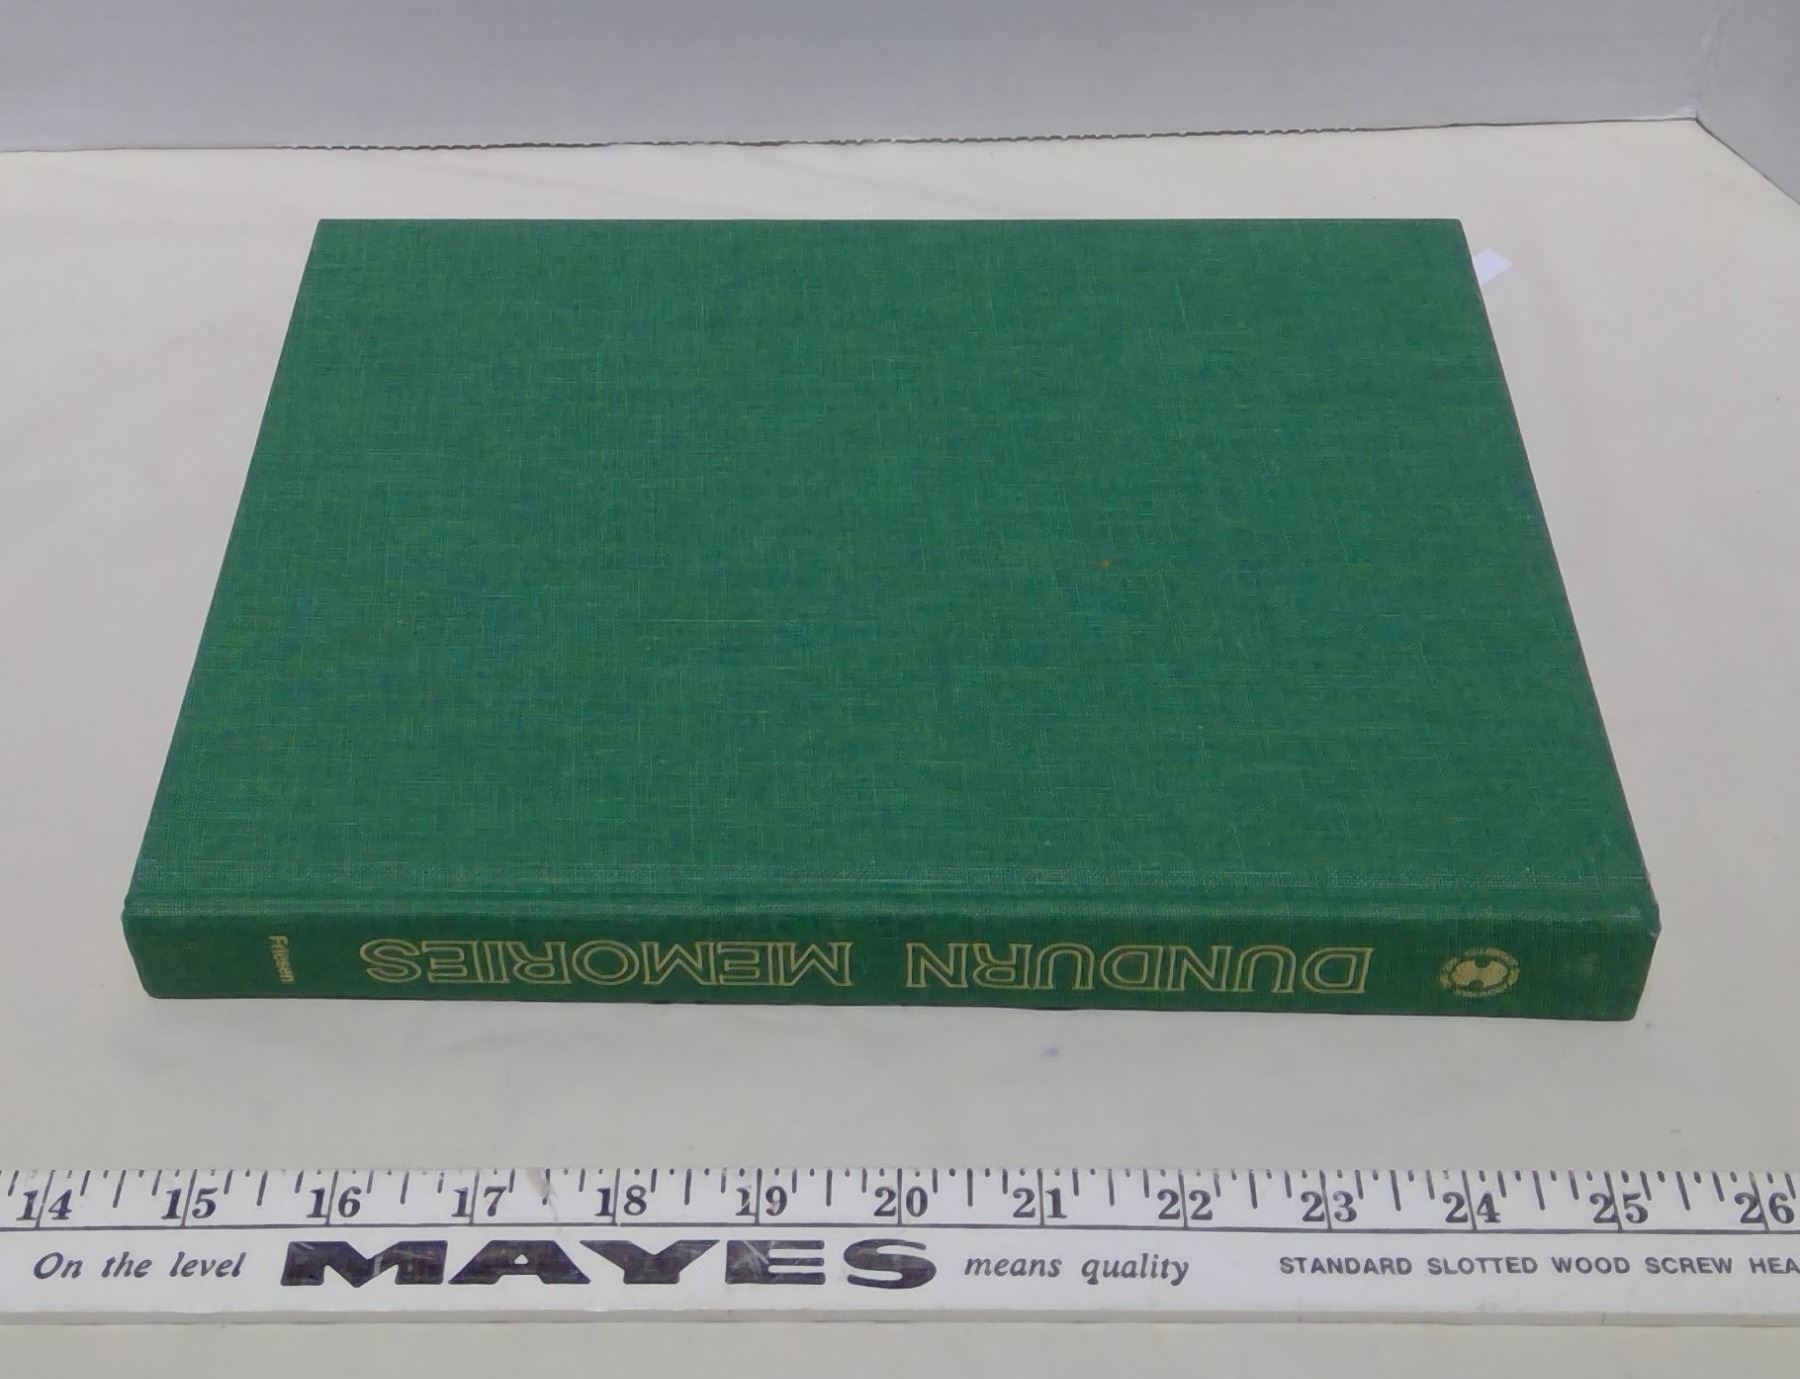 DUNDURN MEMORIES
Friesen
14 15 16 17 18 19 20 21 22 23 24 25 26
On the level MAYES means quality STANDARD SLOTTED WOOD SCREW HEA